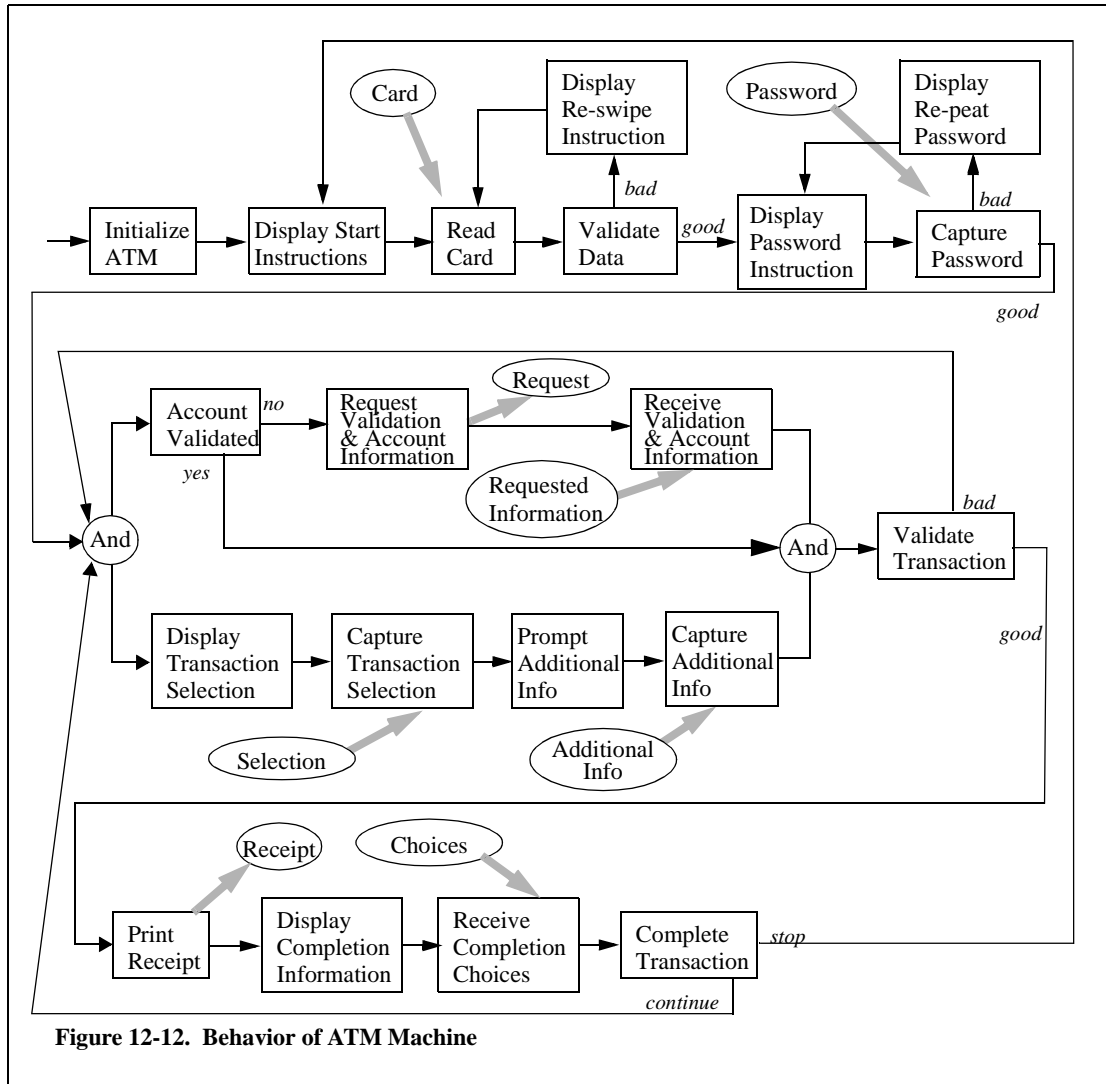 Card
Display
Re-swipe
Instruction
Password
Display
Re-peat
Password
bad
bad
Initialize
ATM
Display Start
Instructions
Read
Card
Validate
Data
good
Display
Password
Instruction
Capture
Password
good
Account
Validated
no
yes
Request
Validation
& Account
Information
Request
Receive
Validation
& Account
Information
Requested
Information
bad
And
And
Validate
Transaction
good
Display
Transaction
Selection
Capture
Transaction
Selection
Prompt
Additional
Info
Capture
Additional
Info
Selection
Additional
Info
Receipt
Choices
Print
Receipt
Display
Completion
Information
Receive
Completion
Choices
Complete
Transaction
stop
continue
Figure 12-12. Behavior of ATM Machine